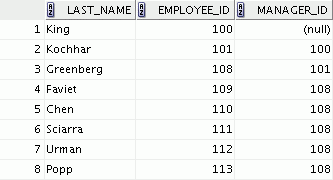 LAST_NAME EMPLOYEE_ID MANAGER_ID
1 King 100 (null)
2 Kochhar 101 100
3 Greenberg 108 101
4 Faviet 109 108
5 Chen 110 108
6 Sciarra 111 108
7 Urman 112 108
8 Popp 113 108